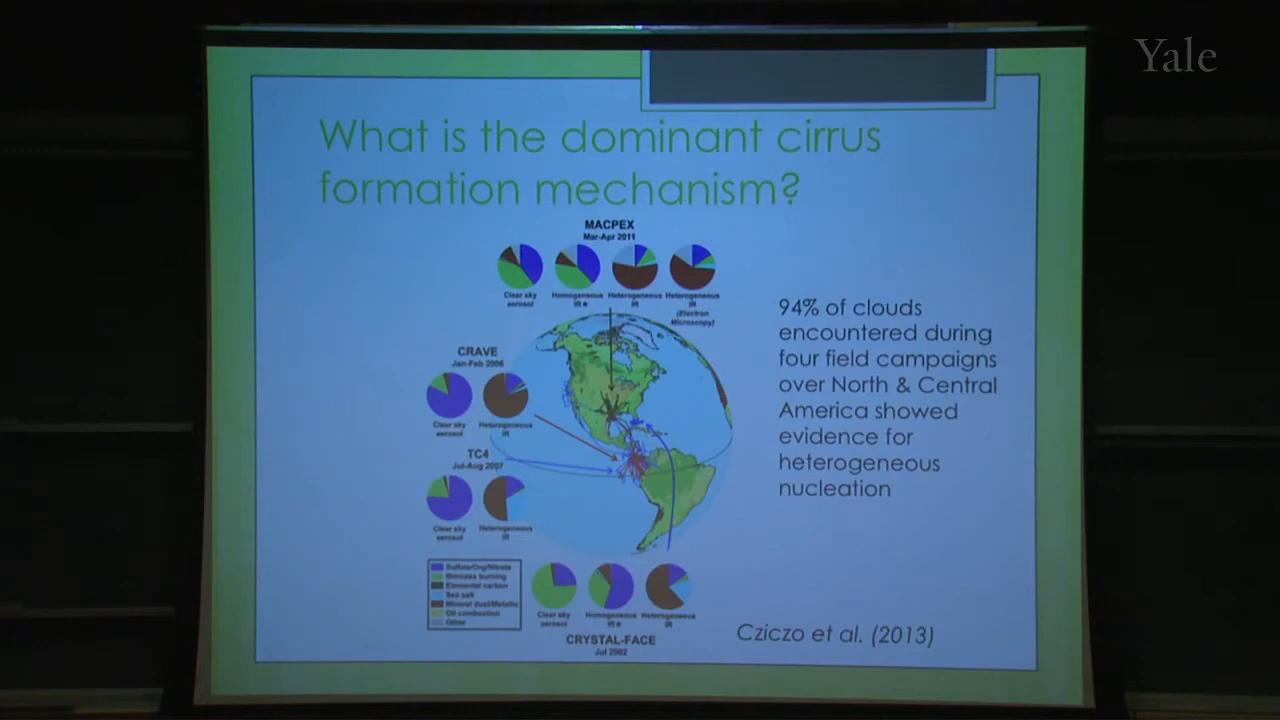 Yale
What is the dominant cirrus
formation mechanism?
MACPEX
Mar-Apr 2011
Clear sky
aerosol
Homogeneous
IR *
Heterogeneous
IR
Heterogeneous
IR
(Electron
Microscopy)
CRAVE
Jan-Feb 2006
Clear sky
aerosol
Heterogeneous
IR
TC4
Jul-Aug 2007
Clear sky
aerosol
Heterogeneous
IR
Sulfate/Org/Nitrate
Biomass burning
Elemental carbon
Sea salt
Mineral dust/Metallic
Oil combustion
Other
Clear sky
aerosol
Homogeneous
IR *
Heterogeneous
IR
CRYSTAL-FACE
Jul 2002
94% of clouds
encountered during
four field campaigns
over North & Central
America showed
evidence for
heterogeneous
nucleation
Cziczo et al. (2013)